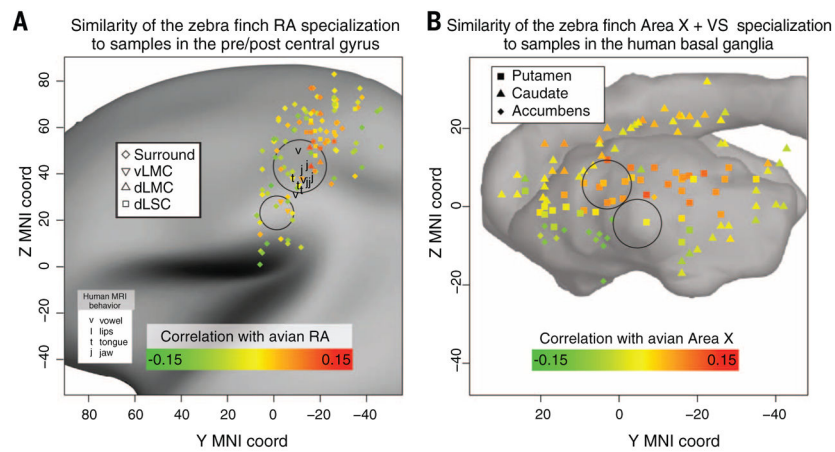 A
Similarity of the zebra finch RA specialization
to samples in the pre/post central gyrus
80
60
40
20
0
-20
-40
Z MNI coord
Surround
vLMC
dLMC
dLSC
v
Human MRI
behavior
v vowel
l lips
t tongue
j jaw
Correlation with avian RA
-0.15
0.15
80
60
40
20
0
-20
-40
Y MNI coord
B
Similarity of the zebra finch Area X + VS specialization
to samples in the human basal ganglia
Putamen
Caudate
Accumbens
20
0
-20
-40
Z MNI coord
Correlation with avian Area X
-0.15
0.15
20
0
-20
-40
Y MNI coord